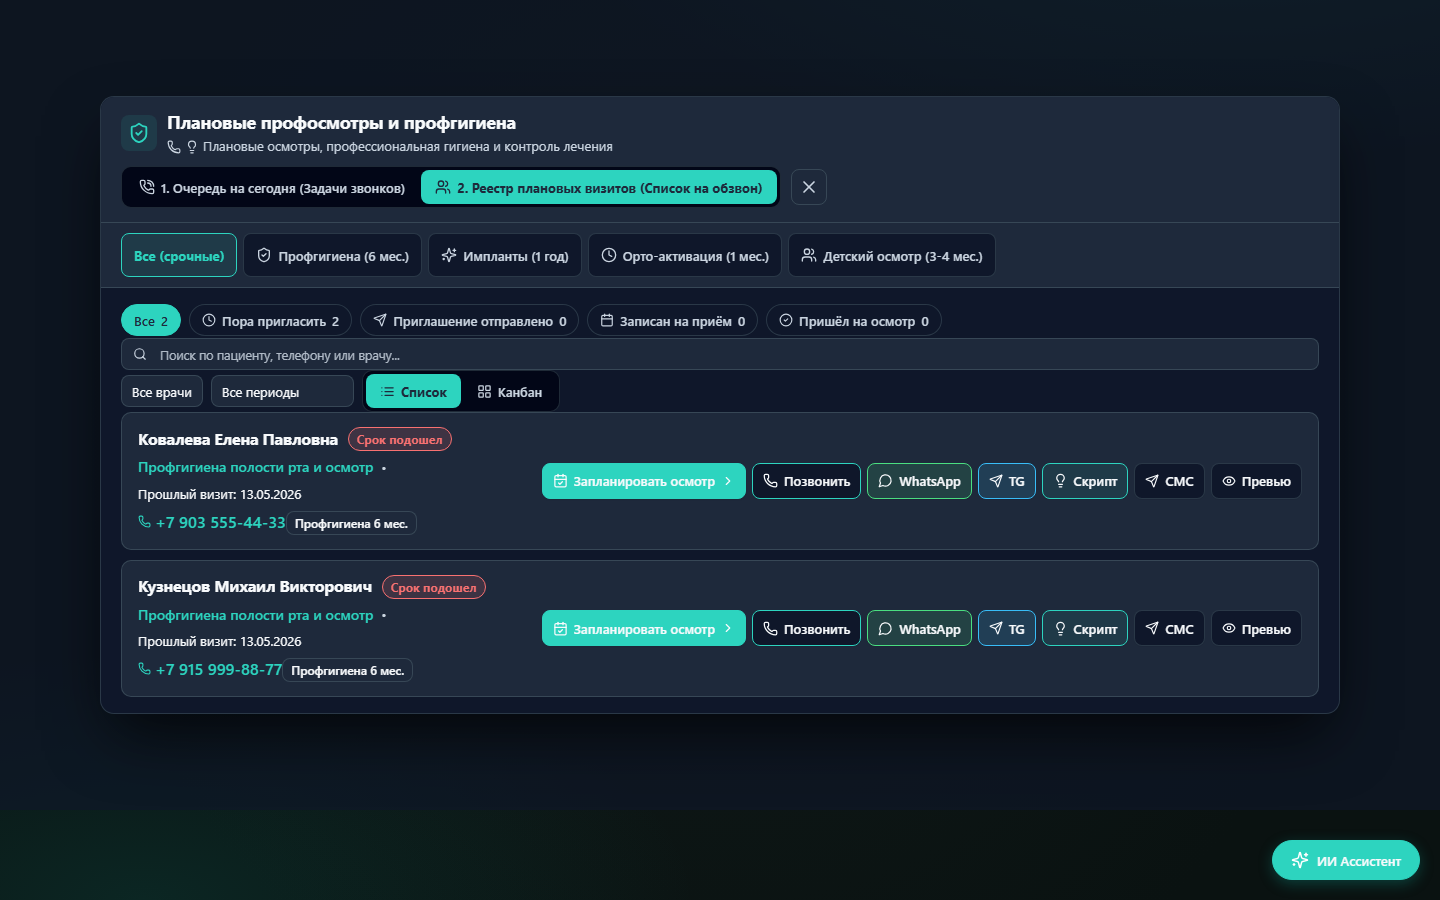 Плановые профосмотры и профгигиена
Плановые осмотры, профессиональная гигиена и контроль лечения
1. Очередь на сегодня (Задачи звонков)
2. Реестр плановых визитов (Список на обзвон)
Все (срочные)
Профгигиена (6 мес.)
Импланты (1 год)
Орто-активация (1 мес.)
Детский осмотр (3-4 мес.)
Все 2
Пора пригласить 2
Приглашение отправлено 0
Записан на приём 0
Пришёл на осмотр 0
Поиск по пациенту, телефону или врачу...
Все врачи
Все периоды
Список
Канбан
Ковалева Елена Павловна
Срок подошел
Профгигиена полости рта и осмотр •
Прошлый визит: 13.05.2026
+7 903 555-44-33
Профгигиена 6 мес.
Запланировать осмотр
Позвонить
WhatsApp
TG
Скрипт
СМС
Превью
Кузнецов Михаил Викторович
Срок подошел
Профгигиена полости рта и осмотр •
Прошлый визит: 13.05.2026
+7 915 999-88-77
Профгигиена 6 мес.
Запланировать осмотр
Позвонить
WhatsApp
TG
Скрипт
СМС
Превью
ИИ Ассистент